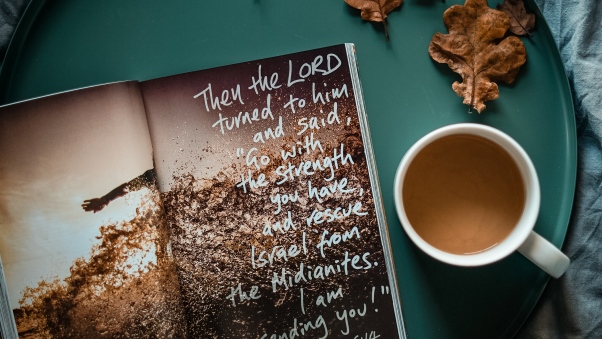 Then the LORD
turned to him
and said,
"Go with
the strength
you have,
and rescue
Israel from
the Midianites.
I am
sending you!"